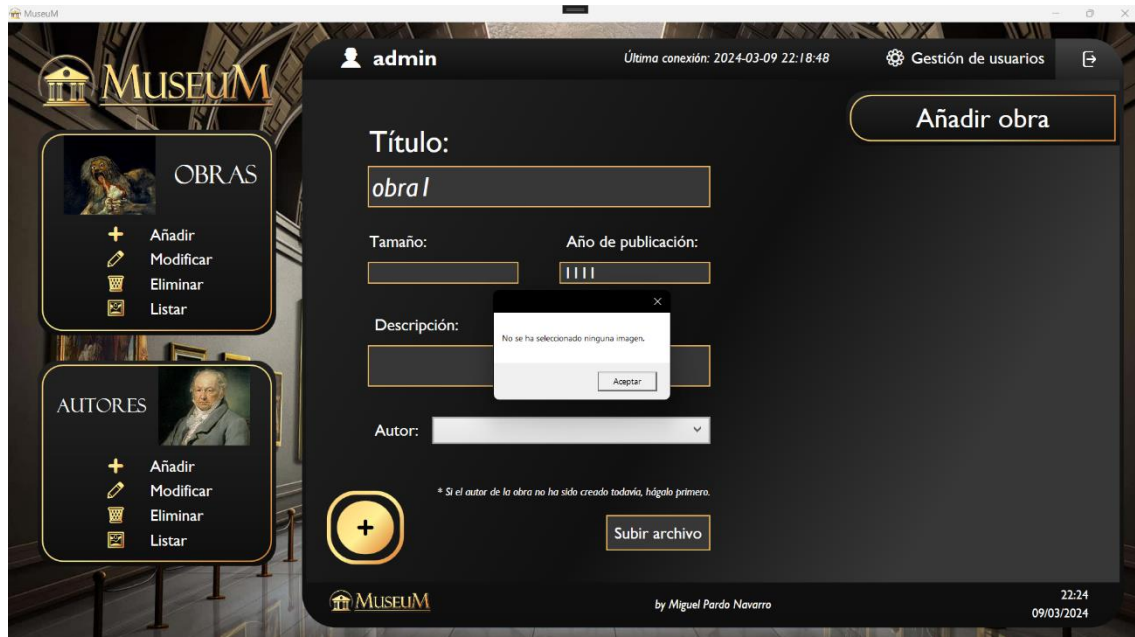 MuseuM
MUSEUM
admin
Última conexión: 2024-03-09 22:18:48
Gestión de usuarios
Añadir obra
OBRAS
Añadir
Modificar
Eliminar
Listar
AUTORES
Añadir
Modificar
Eliminar
Listar
Título:
obra1
Tamaño:
Año de publicación:
1111
Descripción:
No se ha seleccionado ninguna imagen.
Aceptar
Autor:
* Si el autor de la obra no ha sido creado todavía, hágalo primero.
Subir archivo
MUSEUM
by Miguel Pardo Navarro
22:24
09/03/2024